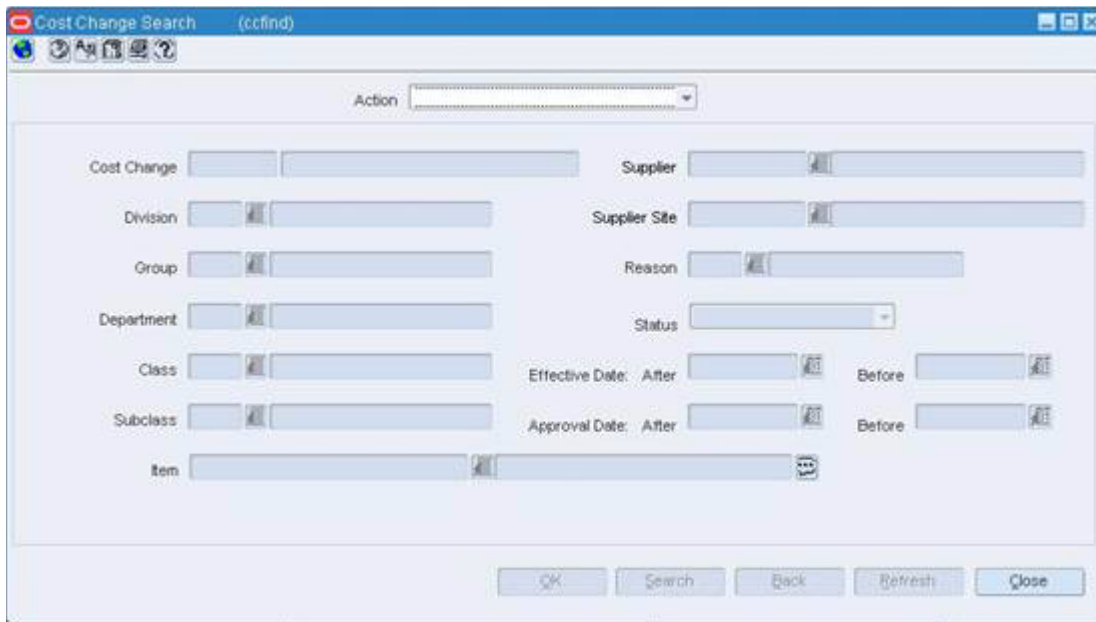 Cost Change Search (ccfind)
Action
Cost Change Supplier
Division Supplier Site
Group Reason
Department Status
Class Effective Date: After Before
Subclass Approval Date: After Before
Item
OK Search Back Refresh Close